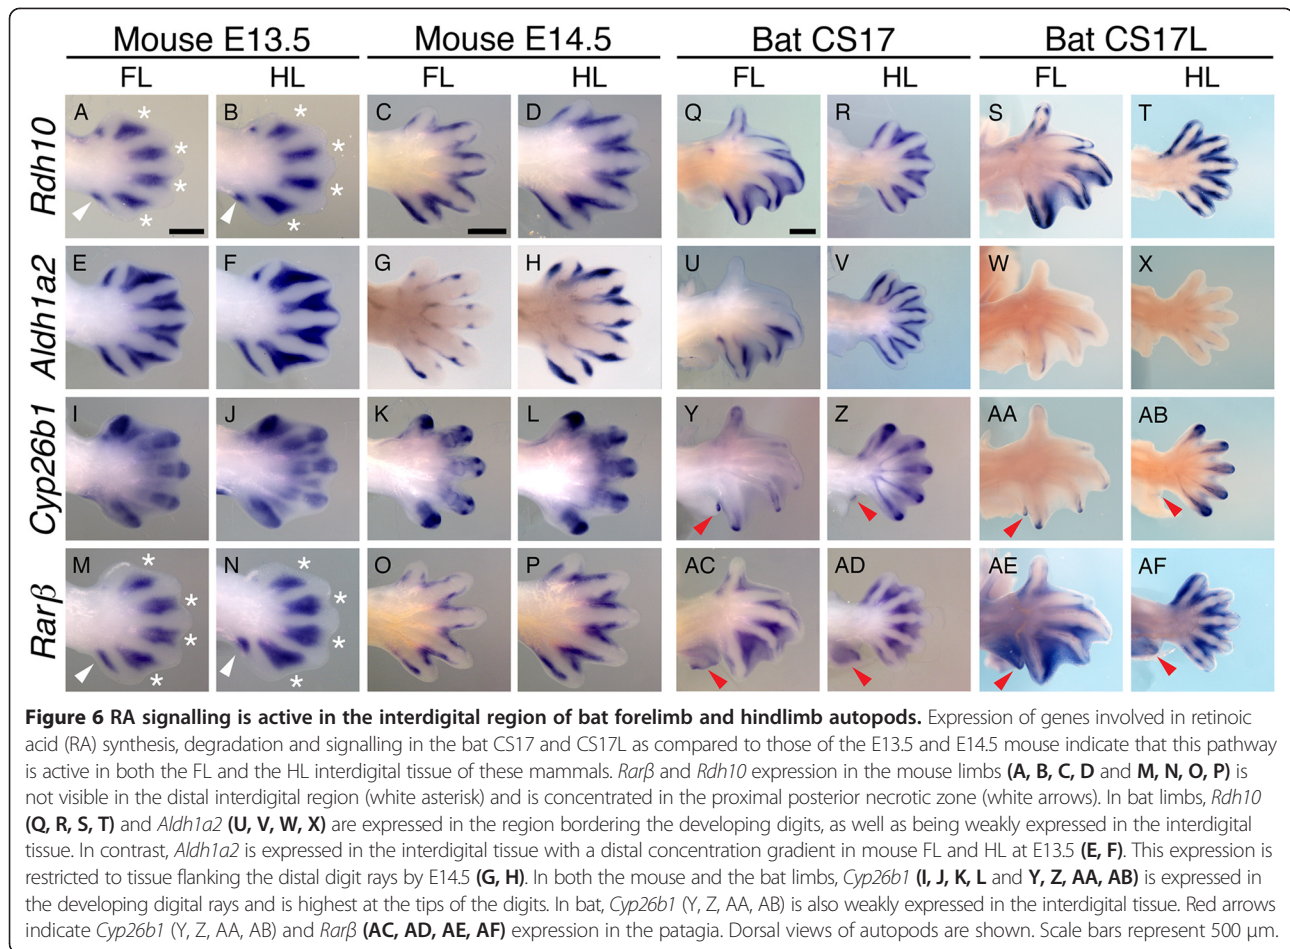 Mouse E13.5 Mouse E14.5 Bat CS17 Bat CS17L
FL HL FL HL FL HL FL HL
Rdh10 A * * * * B * * * * C D Q R S T
Aldh1a2 E F G H U V W X
Cyp26b1 I J K L Y Z AA AB
Rarβ M * * * * N * * * * O P AC AD AE AF
Figure 6 RA signalling is active in the interdigital region of bat forelimb and hindlimb autopods. Expression of genes involved in retinoic
acid (RA) synthesis, degradation and signalling in the bat CS17 and CS17L as compared to those of the E13.5 and E14.5 mouse indicate that this pathway
is active in both the FL and the HL interdigital tissue of these mammals. Rarβ and Rdh10 expression in the mouse limbs (A, B, C, D and M, N, O, P) is
not visible in the distal interdigital region (white asterisk) and is concentrated in the proximal posterior necrotic zone (white arrows). In bat limbs, Rdh10
(Q, R, S, T) and Aldh1a2 (U, V, W, X) are expressed in the region bordering the developing digits, as well as being weakly expressed in the interdigital
tissue. In contrast, Aldh1a2 is expressed in the interdigital tissue with a distal concentration gradient in mouse FL and HL at E13.5 (E, F). This expression is
restricted to tissue flanking the distal digit rays by E14.5 (G, H). In both the mouse and the bat limbs, Cyp26b1 (I, J, K, L and Y, Z, AA, AB) is expressed in
the developing digital rays and is highest at the tips of the digits. In bat, Cyp26b1 (Y, Z, AA, AB) is also weakly expressed in the interdigital tissue. Red arrows
indicate Cyp26b1 (Y, Z, AA, AB) and Rarβ (AC, AD, AE, AF) expression in the patagia. Dorsal views of autopods are shown. Scale bars represent 500 μm.